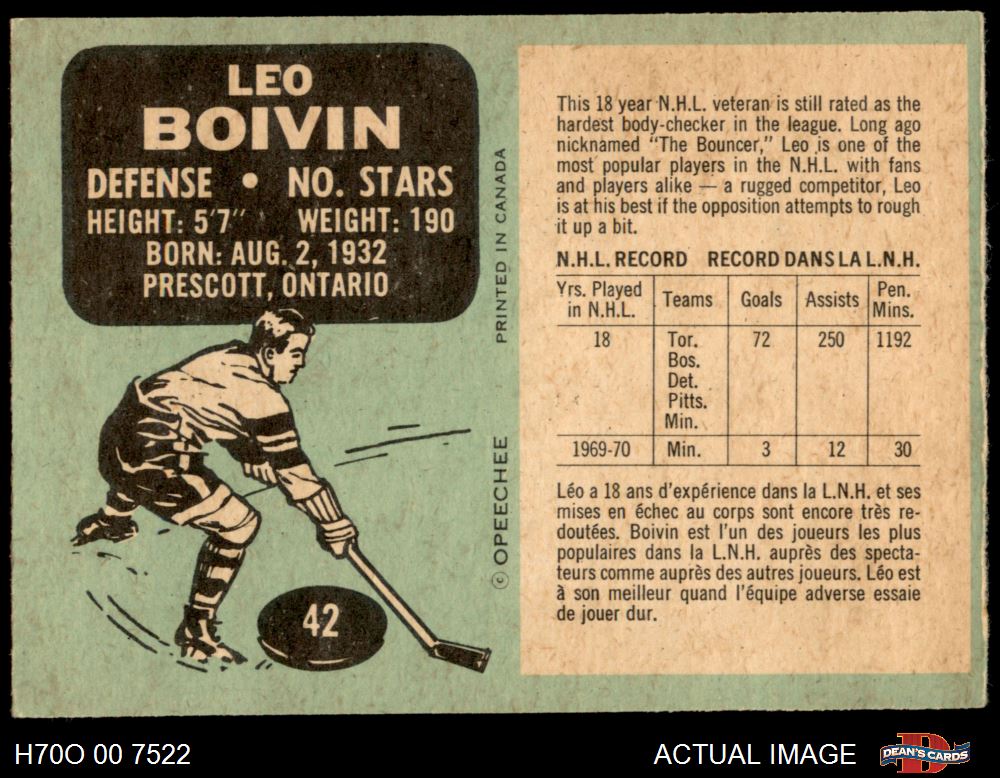 LEO
BOIVIN
DEFENSE • NO. STARS
HEIGHT: 5'7" WEIGHT: 190
BORN: AUG. 2, 1932
PRESCOTT, ONTARIO
42
© OPEECHEE PRINTED IN CANADA
This 18 year N.H.L. veteran is still rated as the
hardest body-checker in the league. Long ago
nicknamed "The Bouncer," Leo is one of the
most popular players in the N.H.L. with fans
and players alike — a rugged competitor, Leo
is at his best if the opposition attempts to rough
it up a bit.
N.H.L. RECORD RECORD DANS LA L.N.H.
Yrs. Played in N.H.L. Teams Goals Assists Pen. Mins.
18 Tor. 72 250 1192
Bos.
Det.
Pitts.
Min.
1969-70 Min. 3 12 30
Léo a 18 ans d'expérience dans la L.N.H. et ses
mises en échec au corps sont encore très re-
doutées. Boivin est l'un des joueurs les plus
populaires dans la L.N.H. auprès des specta-
teurs comme auprès des autres joueurs. Léo est
à son meilleur quand l'équipe adverse essaie
de jouer dur.
H70O 00 7522
ACTUAL IMAGE
DEAN'S CARDS